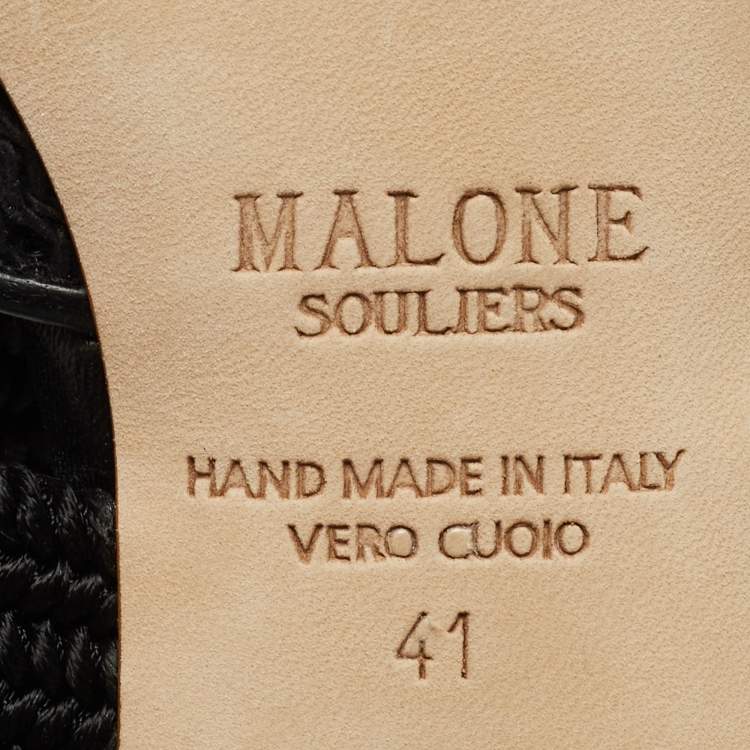 MALONE
SOULIERS
HAND MADE IN ITALY
VERO CUOIO
41